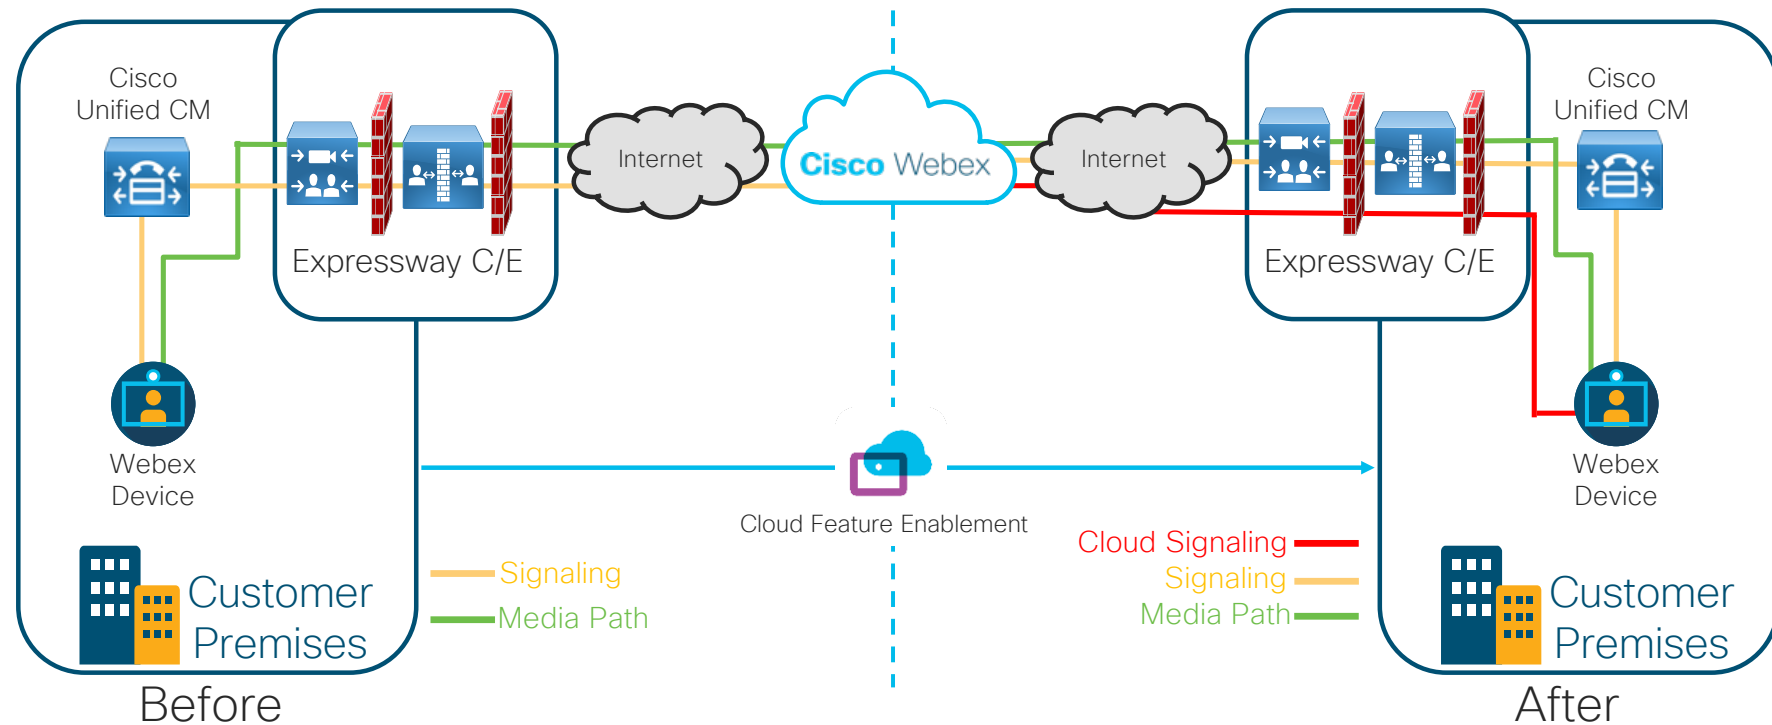 Cisco
Unified CM
Expressway C/E
Internet
Cisco Webex
Internet
Expressway C/E
Cisco
Unified CM
Webex
Device
Webex
Device
Cloud Feature Enablement
Signaling
Media Path
Cloud Signaling
Signaling
Media Path
Customer
Premises
Customer
Premises
Before
After